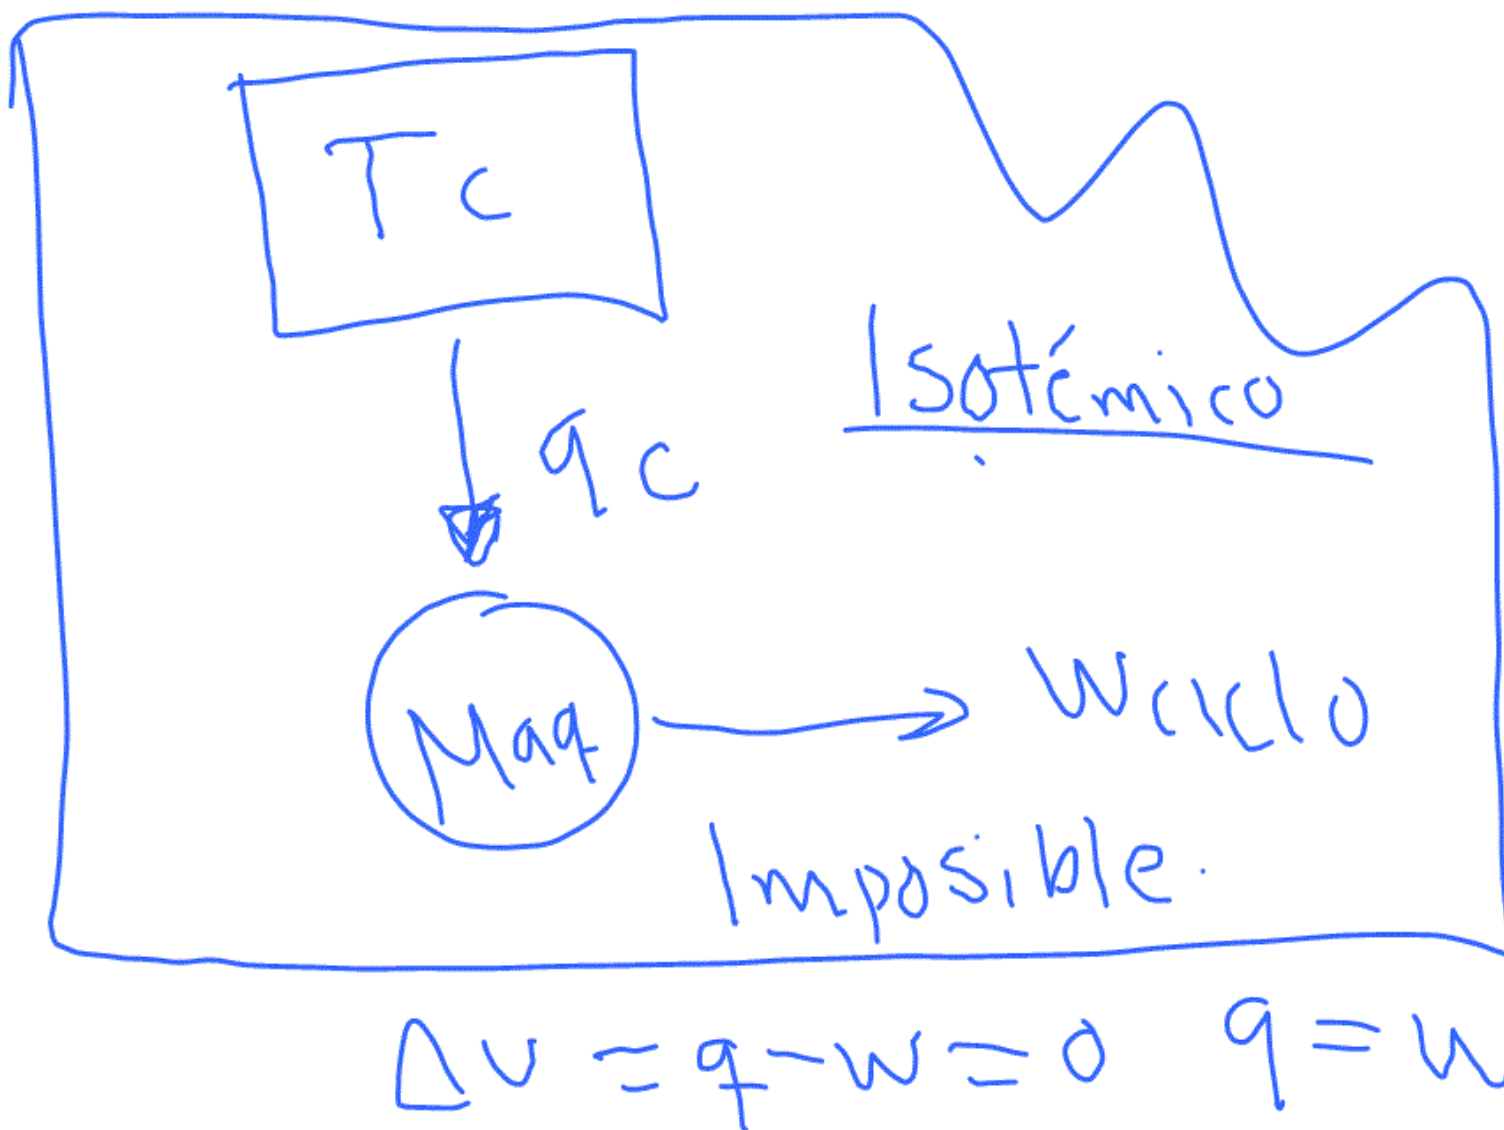 Tc
Isotémico
qc
Maq
Wciclo
Imposible.
ΔU = q - w = 0 q = w